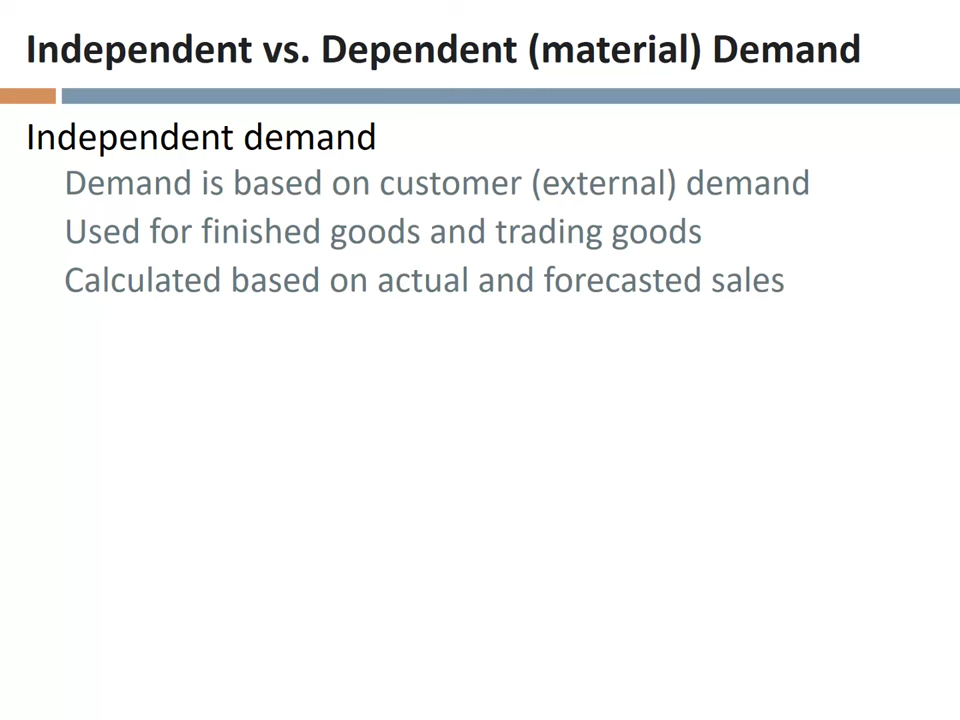 Independent vs. Dependent (material) Demand
Independent demand
Demand is based on customer (external) demand
Used for finished goods and trading goods
Calculated based on actual and forecasted sales